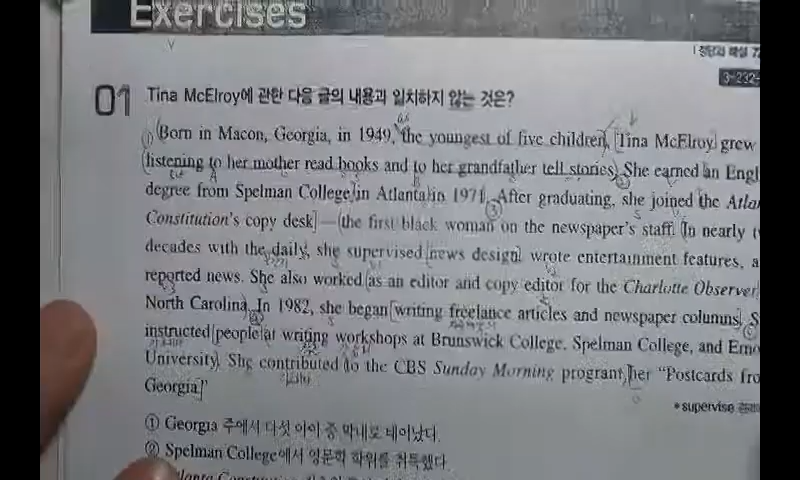 Exercises
정답과 해설
3-232-
01 Tina McElroy에 관한 다음 글의 내용과 일치하지 않는 것은?
Born in Macon, Georgia, in 1949, the youngest of five children, Tina McElroy grew
listening to her mother read books and to her grandfather tell stories. She earned an Engl
degree from Spelman College in Atlanta in 1971. After graduating, she joined the Atla
Constitution's copy desk — the first black woman on the newspaper's staff. In nearly
decades with the daily, she supervised news design, wrote entertainment features, a
reported news. She also worked as an editor and copy editor for the Charlotte Observer
North Carolina. In 1982, she began writing freelance articles and newspaper columns. S
instructed people at writing workshops at Brunswick College, Spelman College, and Emo
University. She contributed to the CBS Sunday Morning program, her “Postcards fro
Georgia.”
*supervise
① Georgia 주에서 다섯 아이 중 막내로 태어났다.
② Spelman College에서 영문학 학위를 취득했다.